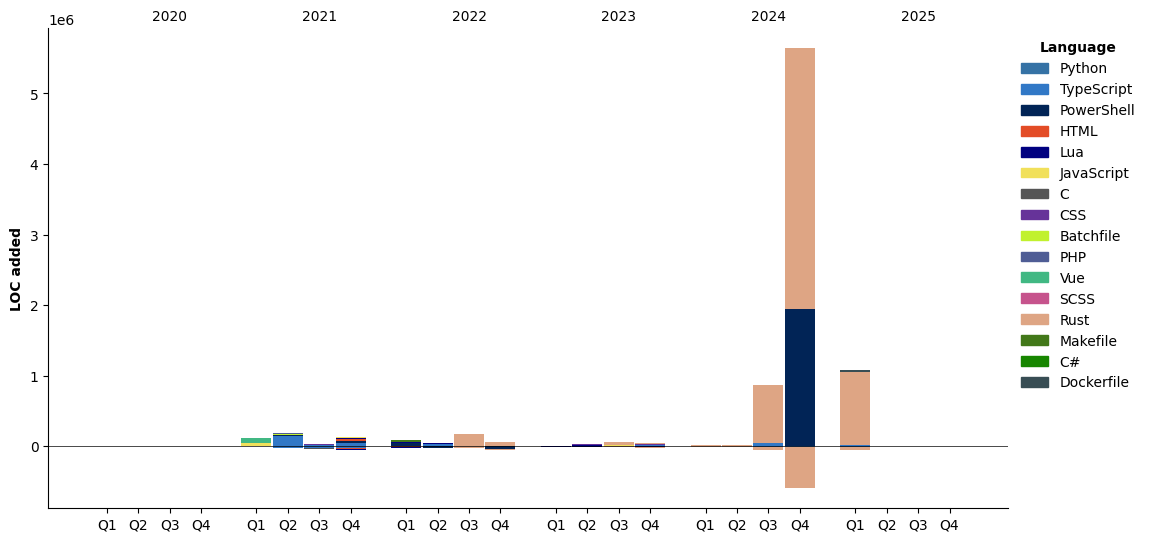 1e6
2020 2021 2022 2023 2024 2025
LOC added
5
4
3
2
1
0
Q1 Q2 Q3 Q4 Q1 Q2 Q3 Q4 Q1 Q2 Q3 Q4 Q1 Q2 Q3 Q4 Q1 Q2 Q3 Q4 Q1 Q2 Q3 Q4
Language
Python
TypeScript
PowerShell
HTML
Lua
JavaScript
C
CSS
Batchfile
PHP
Vue
SCSS
Rust
Makefile
C#
Dockerfile